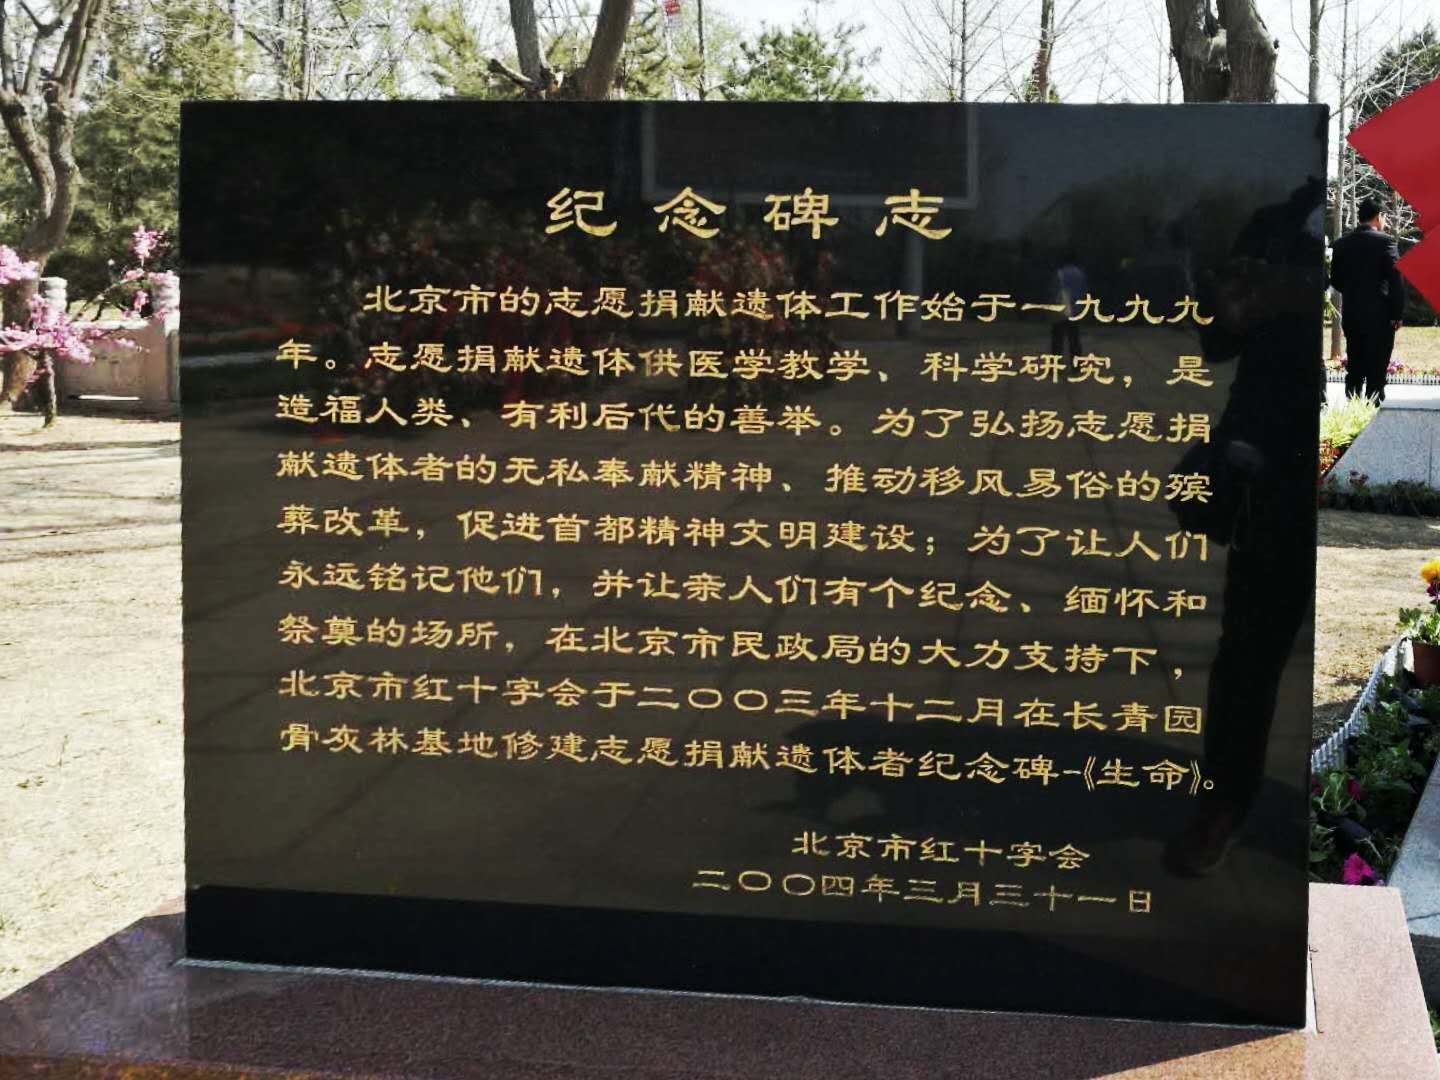 纪念碑志
北京市的志愿捐献遗体工作始于一九九九
年。志愿捐献遗体供医学教学、科学研究，是
造福人类、有利后代的善举。为了弘扬志愿捐
献遗体者的无私奉献精神、推动移风易俗的殡
葬改革，促进首都精神文明建设；为了让人们
永远铭记他们，并让亲人们有个纪念、缅怀和
祭奠的场所，在北京市民政局的大力支持下，
北京市红十字会于二〇〇三年十二月在长青园
骨灰林基地修建志愿捐献遗体者纪念碑-《生命》。
北京市红十字会
二〇〇四年三月三十一日